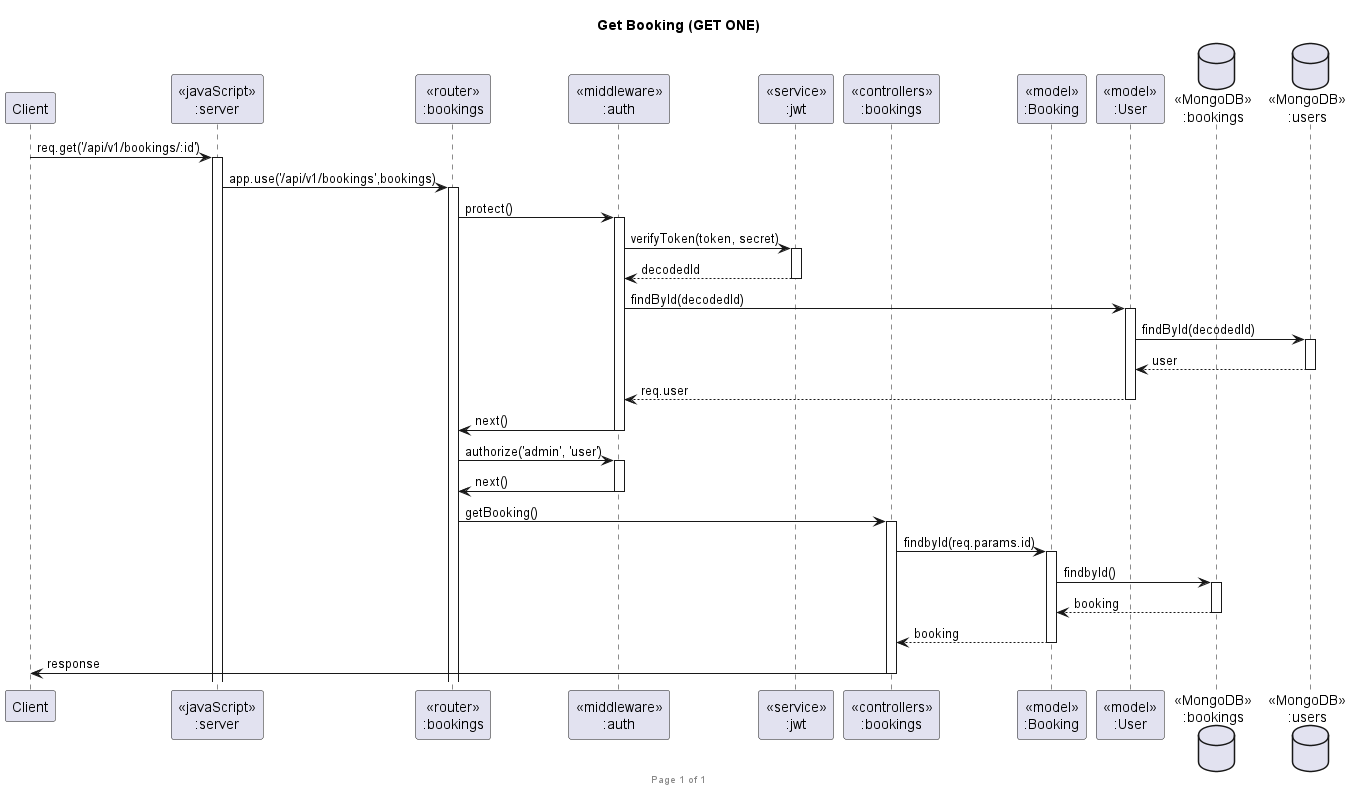 Get Booking (GET ONE)
Client
«javaScript»
:server
«router»
:bookings
«middleware»
:auth
«service»
:jwt
«controllers»
:bookings
«model»
:Booking
«model»
:User
«MongoDB»
:bookings
«MongoDB»
:users
req.get('/api/v1/bookings/:id')
app.use('/api/v1/bookings',bookings)
protect()
verifyToken(token, secret)
decodedId
findById(decodedId)
findById(decodedId)
user
req.user
next()
authorize('admin', 'user')
next()
getBooking()
findbyId(req.params.id)
findbyId()
booking
booking
response
Client
«javaScript»
:server
«router»
:bookings
«middleware»
:auth
«service»
:jwt
«controllers»
:bookings
«model»
:Booking
«model»
:User
«MongoDB»
:bookings
«MongoDB»
:users
Page 1 of 1